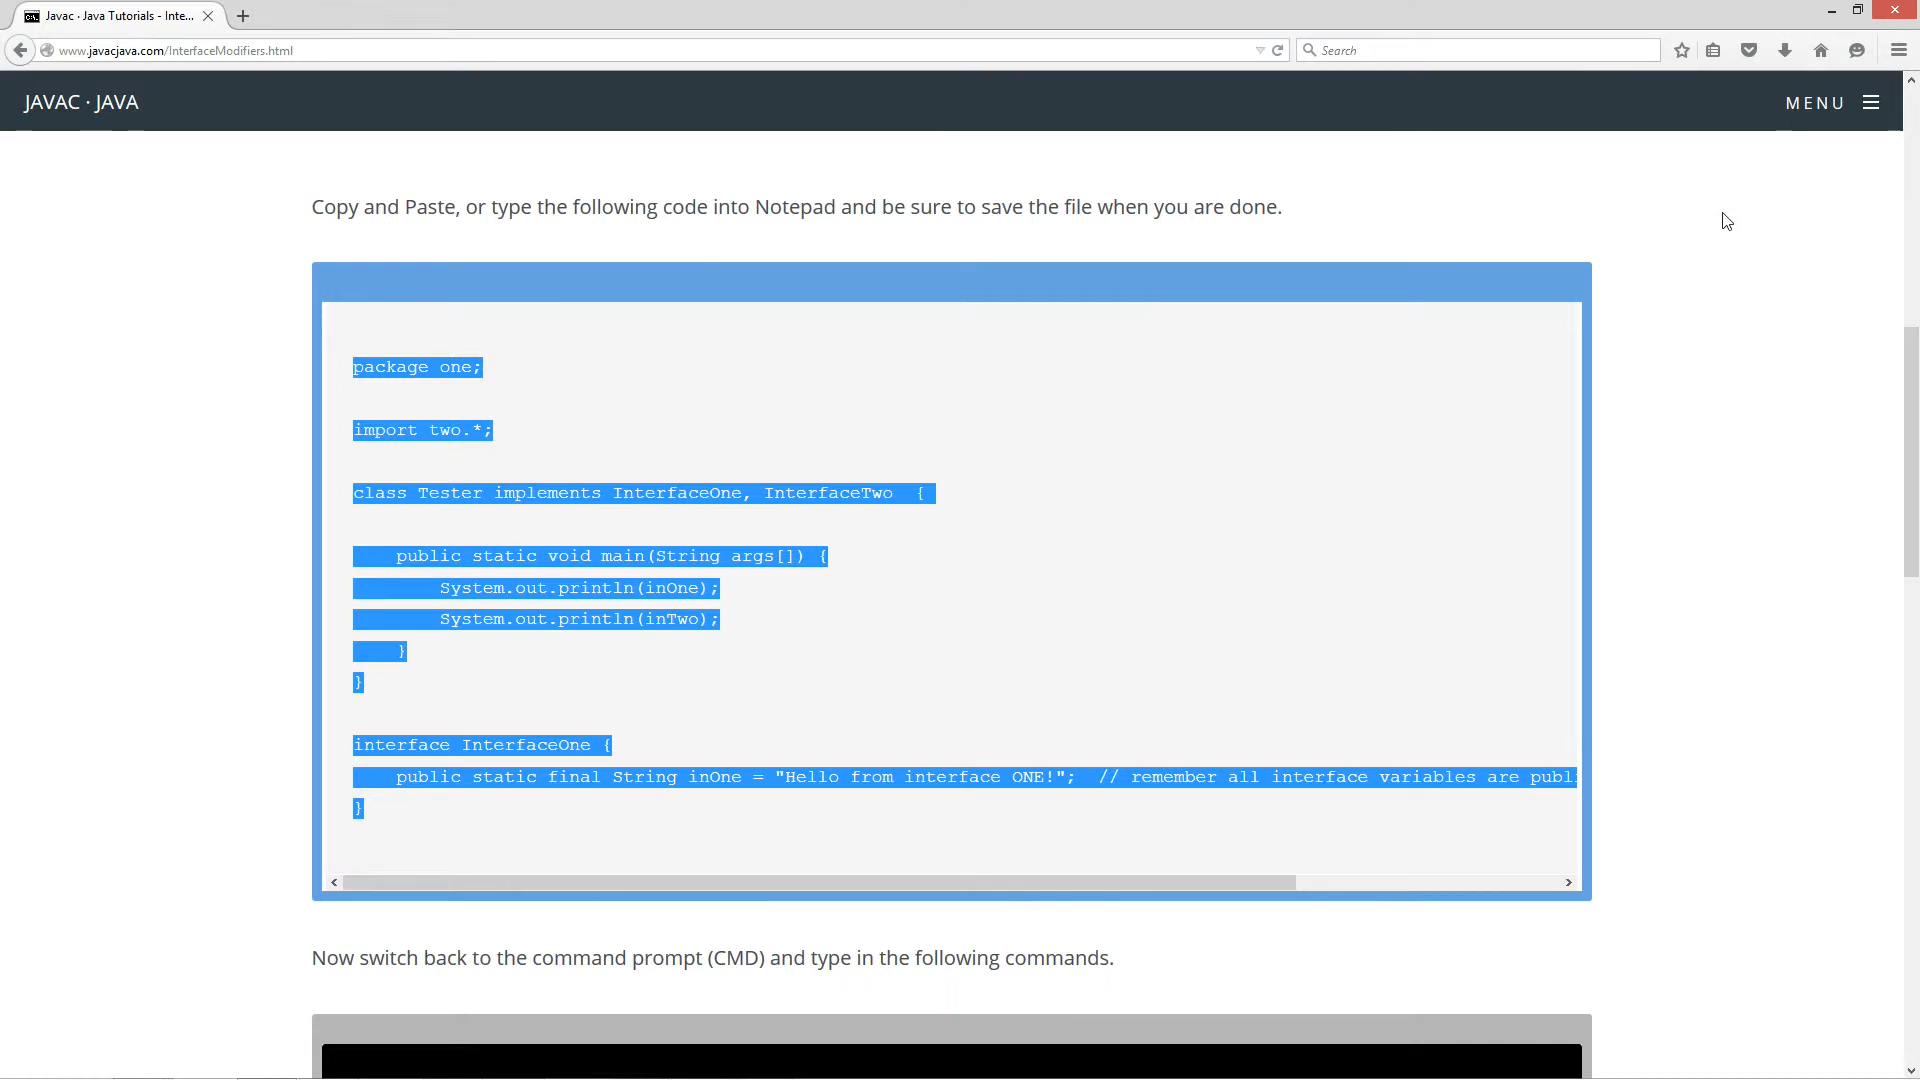 Javac · Java Tutorials - Inte...
www.javacjava.com/InterfaceModifiers.html
Search
JAVAC · JAVA
MENU
Copy and Paste, or type the following code into Notepad and be sure to save the file when you are done.
package one;
import two.*;
class Tester implements InterfaceOne, InterfaceTwo  {
    public static void main(String args[]) {
        System.out.println(inOne);
        System.out.println(inTwo);
    }
}
interface InterfaceOne {
    public static final String inOne = "Hello from interface ONE!";  // remember all interface variables are publi
}
Now switch back to the command prompt (CMD) and type in the following commands.